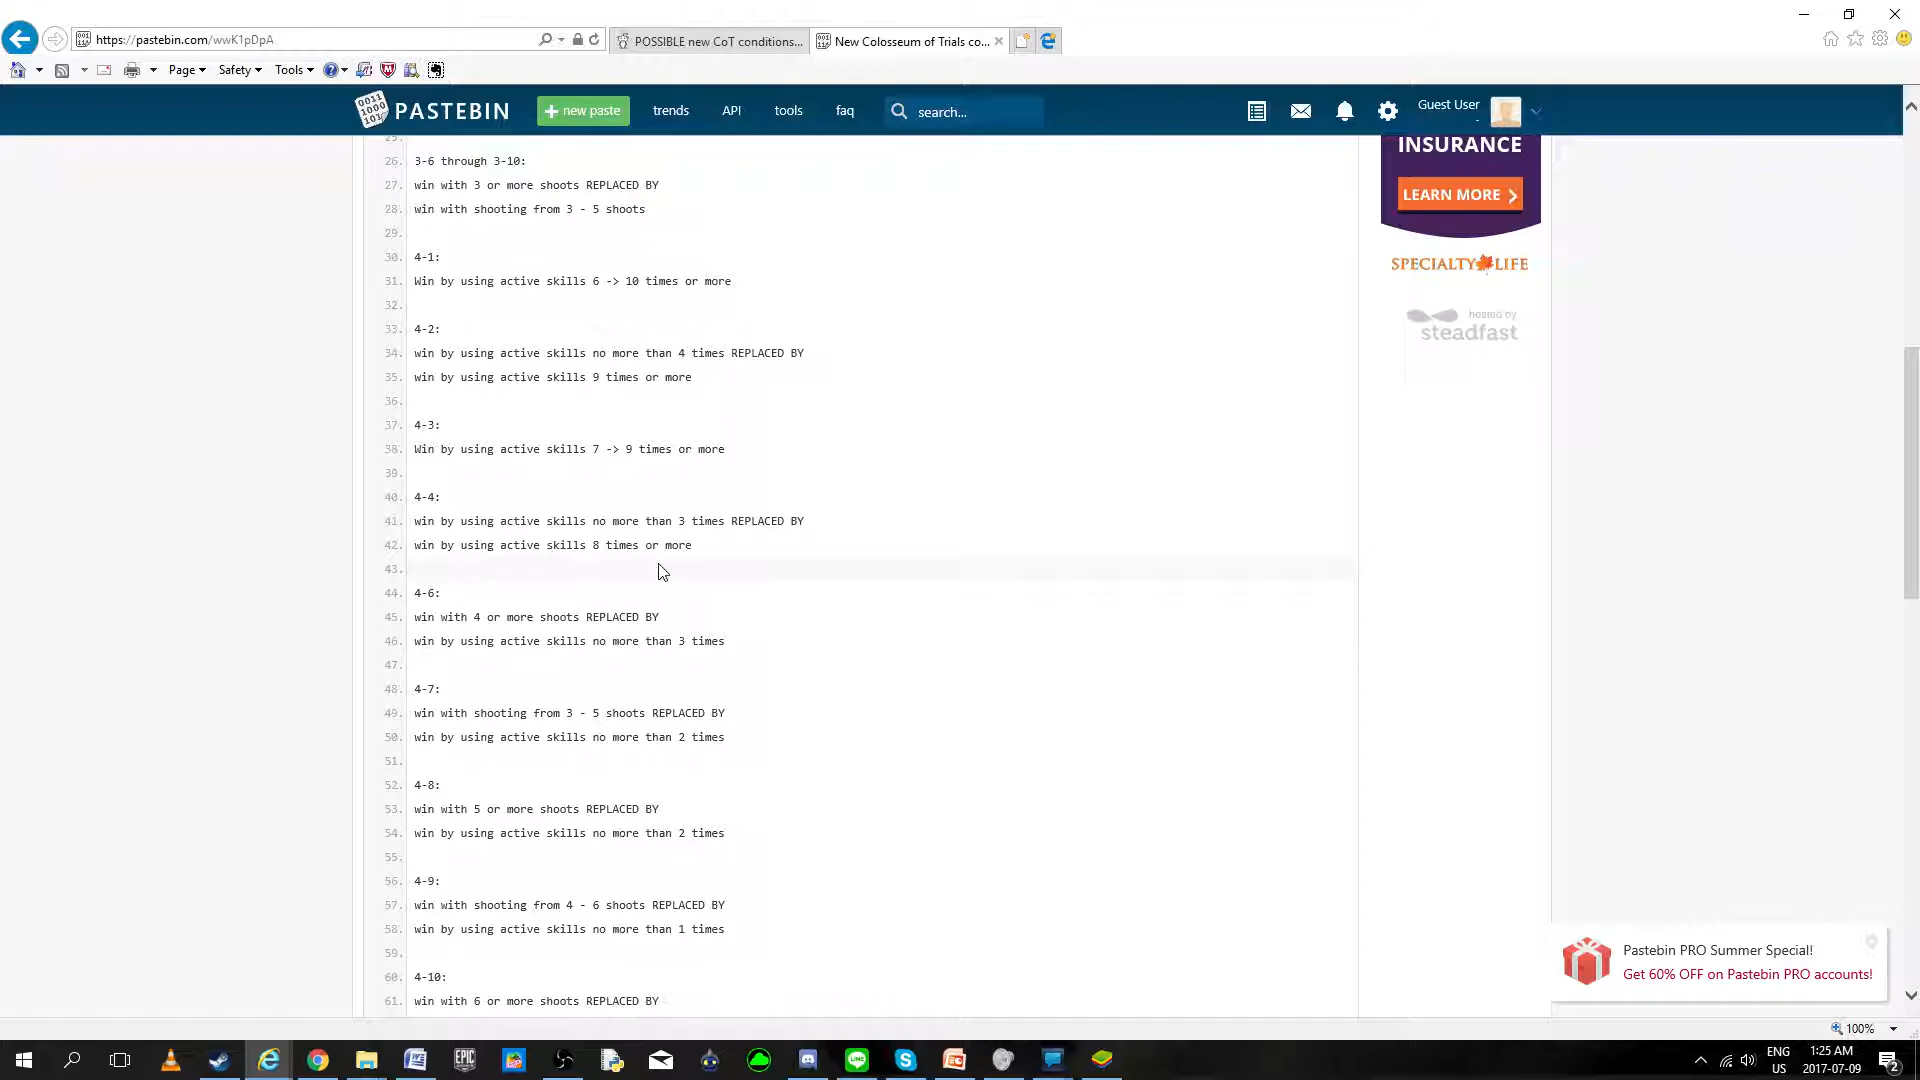 https://pastebin.com/wwK1pDpA
POSSIBLE new CoT conditions...
New Colosseum of Trials co...
Page
Safety
Tools
PASTEBIN
+ new paste
trends
API
tools
faq
search...
Guest User
-
25.
26. 3-6 through 3-10:
27. win with 3 or more shoots REPLACED BY
28. win with shooting from 3 - 5 shoots
29.
30. 4-1:
31. Win by using active skills 6 -> 10 times or more
32.
33. 4-2:
34. win by using active skills no more than 4 times REPLACED BY
35. win by using active skills 9 times or more
36.
37. 4-3:
38. Win by using active skills 7 -> 9 times or more
39.
40. 4-4:
41. win by using active skills no more than 3 times REPLACED BY
42. win by using active skills 8 times or more
43.
44. 4-6:
45. win with 4 or more shoots REPLACED BY
46. win by using active skills no more than 3 times
47.
48. 4-7:
49. win with shooting from 3 - 5 shoots REPLACED BY
50. win by using active skills no more than 2 times
51.
52. 4-8:
53. win with 5 or more shoots REPLACED BY
54. win by using active skills no more than 2 times
55.
56. 4-9:
57. win with shooting from 4 - 6 shoots REPLACED BY
58. win by using active skills no more than 1 times
59.
60. 4-10:
61. win with 6 or more shoots REPLACED BY
INSURANCE
LEARN MORE
SPECIALTY LIFE
hosted by
steadfast
Pastebin PRO Summer Special!
Get 60% OFF on Pastebin PRO accounts!
100%
EPIC
GAMES
LINE
ENG
US
1:25 AM
2017-07-09
2